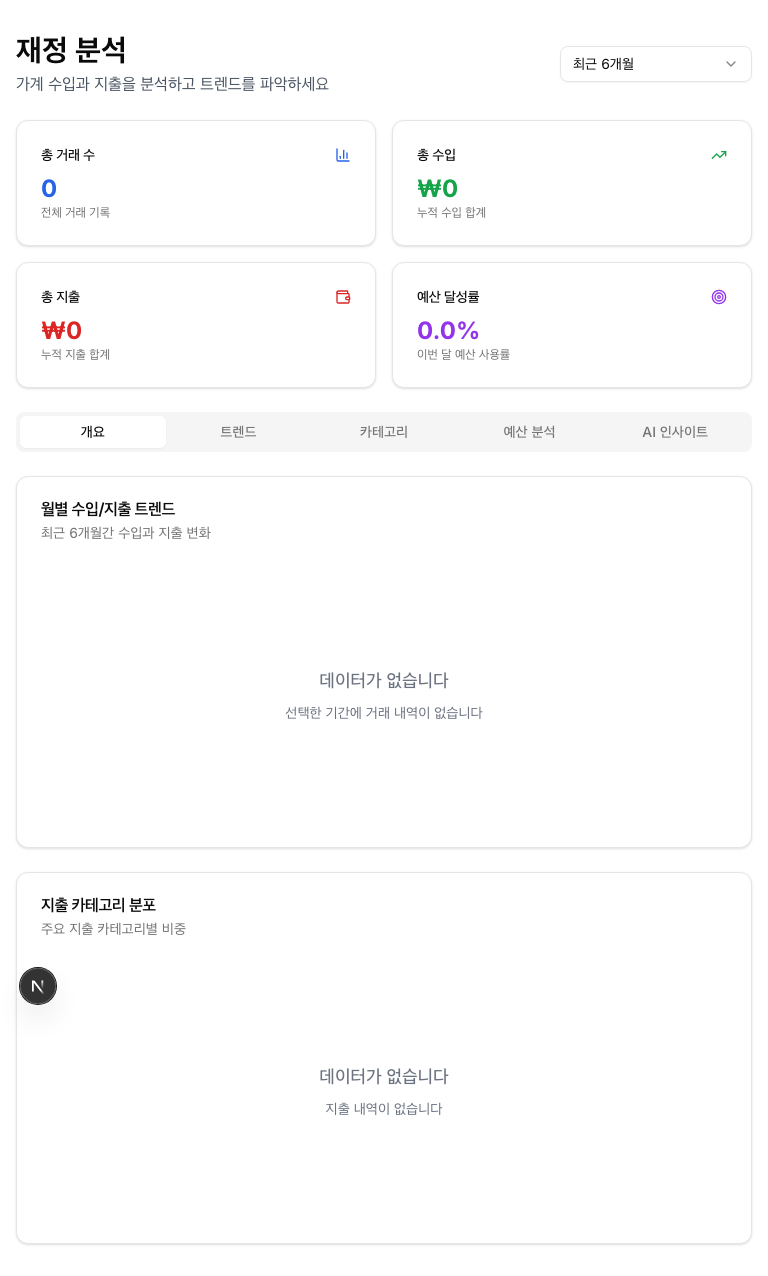 재정 분석
가계 수입과 지출을 분석하고 트렌드를 파악하세요
최근 6개월
총 거래 수
0
전체 거래 기록
총 수입
₩0
누적 수입 합계
총 지출
₩0
누적 지출 합계
예산 달성률
0.0%
이번 달 예산 사용률
개요 트렌드 카테고리 예산 분석 AI 인사이트
월별 수입/지출 트렌드
최근 6개월간 수입과 지출 변화
데이터가 없습니다
선택한 기간에 거래 내역이 없습니다
지출 카테고리 분포
주요 지출 카테고리별 비중
N
데이터가 없습니다
지출 내역이 없습니다